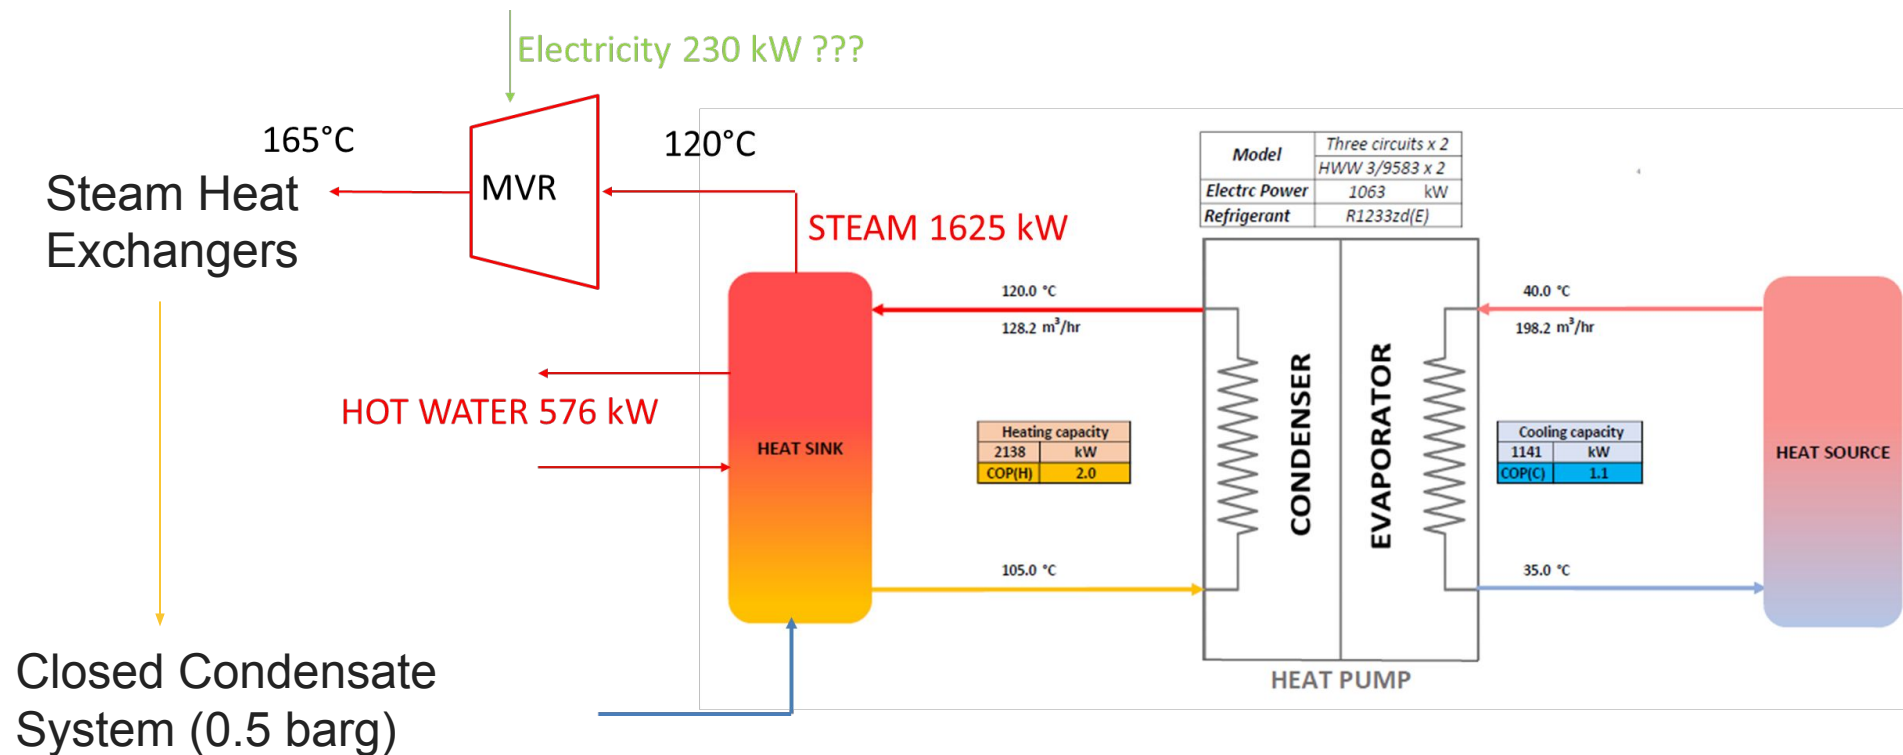 Electricity 230 kW ???
165°C
120°C
MVR
Steam Heat
Exchangers
STEAM 1625 kW
Model
Three circuits x 2
HWW 3/9583 x 2
Electrc Power 1063 kW
Refrigerant R1233zd(E)
120.0 °C
128.2 m³/hr
40.0 °C
198.2 m³/hr
HOT WATER 576 kW
HEAT SINK
Heating capacity
2138 kW
COP(H) 2.0
CONDENSER
EVAPORATOR
Cooling capacity
1141 kW
COP(C) 1.1
HEAT SOURCE
105.0 °C
35.0 °C
HEAT PUMP
Closed Condensate
System (0.5 barg)